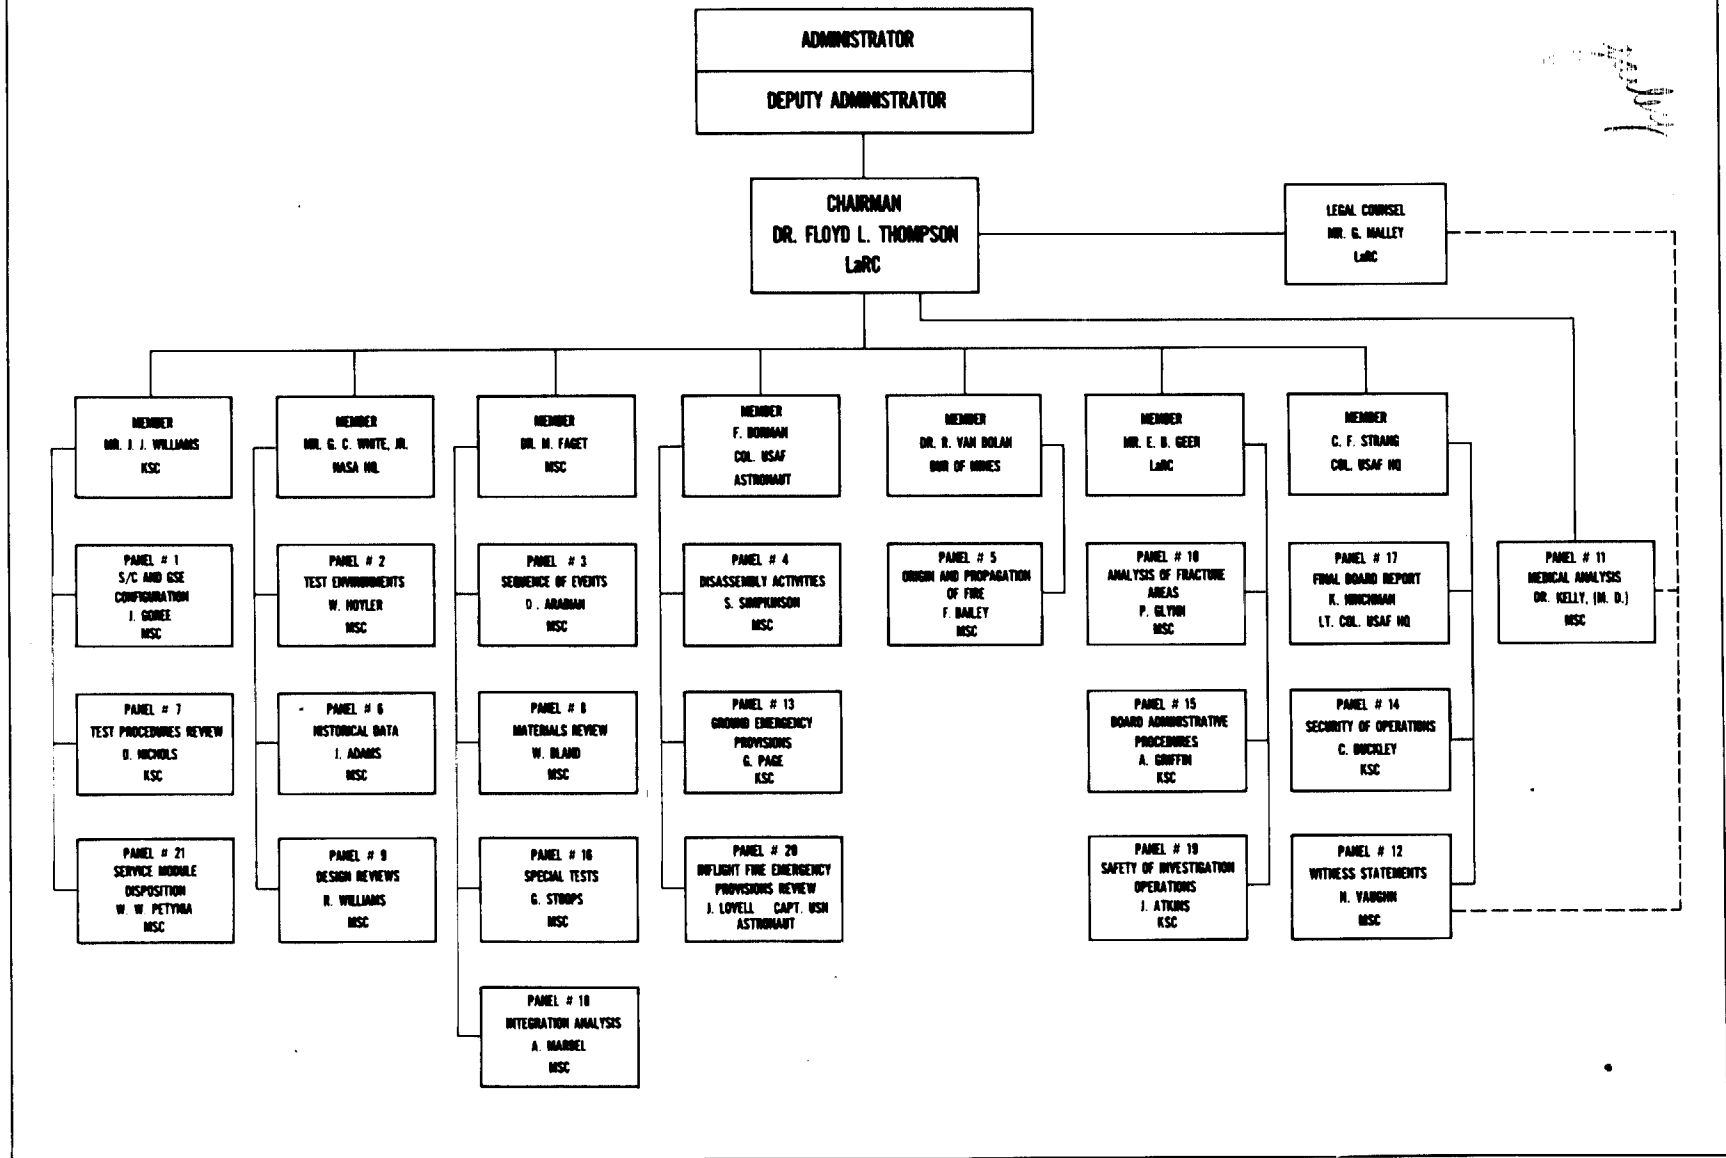 ADMINISTRATOR
DEPUTY ADMINISTRATOR
CHAIRMAN
DR. FLOYD L. THOMPSON
LaRC
LEGAL COUNSEL
MR. G. MALLEY
LaRC
MEMBER
MR. J. J. WILLIAMS
KSC
MEMBER
MR. G. C. WHITE, JR.
NASA HQ.
MEMBER
DR. M. FAGET
MSC
MEMBER
F. BORMAN
COL. USAF
ASTRONAUT
MEMBER
DR. R. VAN DOLAN
BUR OF MINES
MEMBER
MR. E. B. GEER
LaRC
MEMBER
C. F. STRANG
COL. USAF HQ
PANEL # 1
S/C AND GSE
CONFIGURATION
J. GOREE
MSC
PANEL # 2
TEST ENVIRONMENTS
W. HOYLER
MSC
PANEL # 3
SEQUENCE OF EVENTS
D. ARABIAN
MSC
PANEL # 4
DISASSEMBLY ACTIVITIES
S. SIMPKINSON
MSC
PANEL # 5
ORIGIN AND PROPAGATION
OF FIRE
F. BAILEY
MSC
PANEL # 10
ANALYSIS OF FRACTURE
AREAS
P. GLYNN
MSC
PANEL # 17
FINAL BOARD REPORT
K. HINCHMAN
LT. COL. USAF HQ
PANEL # 11
MEDICAL ANALYSIS
DR. KELLY, (M. D.)
MSC
PANEL # 7
TEST PROCEDURES REVIEW
D. NICHOLS
KSC
PANEL # 6
HISTORICAL DATA
J. ADAMS
MSC
PANEL # 8
MATERIALS REVIEW
W. BLAND
MSC
PANEL # 13
GROUND EMERGENCY
PROVISIONS
G. PAGE
KSC
PANEL # 15
BOARD ADMINISTRATIVE
PROCEDURES
A. GRIFFIN
KSC
PANEL # 14
SECURITY OF OPERATIONS
C. BUCKLEY
KSC
PANEL # 21
SERVICE MODULE
DISPOSITION
W. W. PETYNIA
MSC
PANEL # 9
DESIGN REVIEWS
R. WILLIAMS
MSC
PANEL # 16
SPECIAL TESTS
G. STOOPS
MSC
PANEL # 20
INFLIGHT FIRE EMERGENCY
PROVISIONS REVIEW
J. LOVELL CAPT. USN
ASTRONAUT
PANEL # 19
SAFETY OF INVESTIGATION
OPERATIONS
J. ATKINS
KSC
PANEL # 12
WITNESS STATEMENTS
N. VAUGHN
MSC
PANEL # 18
INTEGRATION ANALYSIS
A. MARDEL
MSC